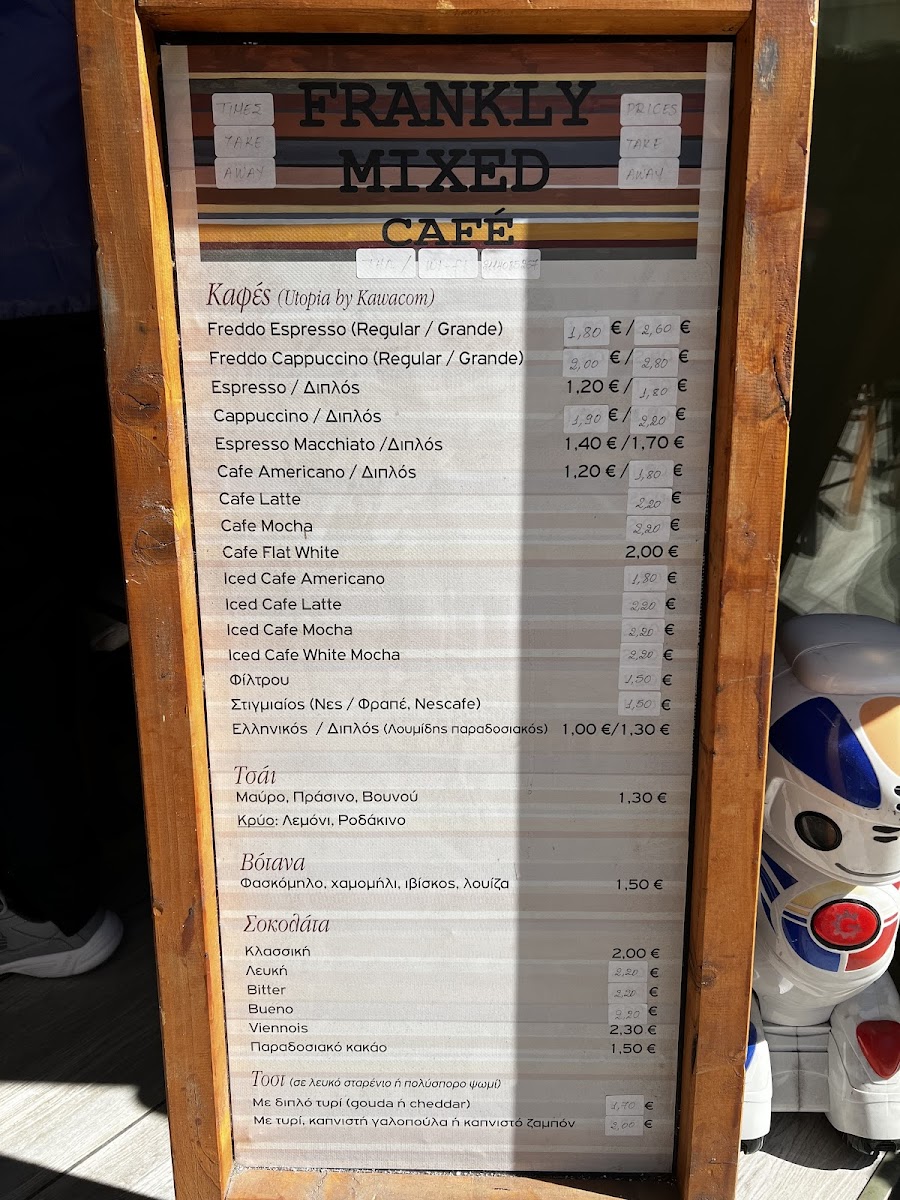 ΤΙΜΕΣ
TAKE
AWAY
FRANKLY
MIXED
CAFÉ
PRICES
TAKE
AWAY
Καφές (Utopia by Kawacom)
Freddo Espresso (Regular / Grande) 1,80 € / 2,60 €
Freddo Cappuccino (Regular / Grande) 2,00 € / 2,80 €
Espresso / Διπλός 1,20 € / 1,80 €
Cappuccino / Διπλός 1,90 € / 2,20 €
Espresso Macchiato /Διπλός 1,40 € /1,70 €
Cafe Americano / Διπλός 1,20 € / 1,80 €
Cafe Latte 2,20 €
Cafe Mocha 2,20 €
Cafe Flat White 2,00 €
Iced Cafe Americano 1,80 €
Iced Cafe Latte 2,20 €
Iced Cafe Mocha 2,20 €
Iced Cafe White Mocha 2,20 €
Φίλτρου 1,50 €
Στιγμιαίος (Νες / Φραπέ, Nescafe) 1,50 €
Ελληνικός / Διπλός (Λουμίδης παραδοσιακός) 1,00 €/1,30 €
Τσάι
Μαύρο, Πράσινο, Βουνού 1,30 €
Κρύο: Λεμόνι, Ροδάκινο
Βότανα
Φασκόμηλο, χαμομήλι, ιβίσκος, λουίζα 1,50 €
Σοκολάτα
Κλασσική 2,00 €
Λευκή 2,20 €
Bitter 2,20 €
Bueno 2,20 €
Viennois 2,30 €
Παραδοσιακό κακάο 1,50 €
Τοστ (σε λευκό σταρένιο ή πολύσπορο ψωμί)
Με διπλό τυρί (gouda ή cheddar) 1,70 €
Με τυρί, καπνιστή γαλοπούλα ή καπνιστό ζαμπόν 2,00 €
G